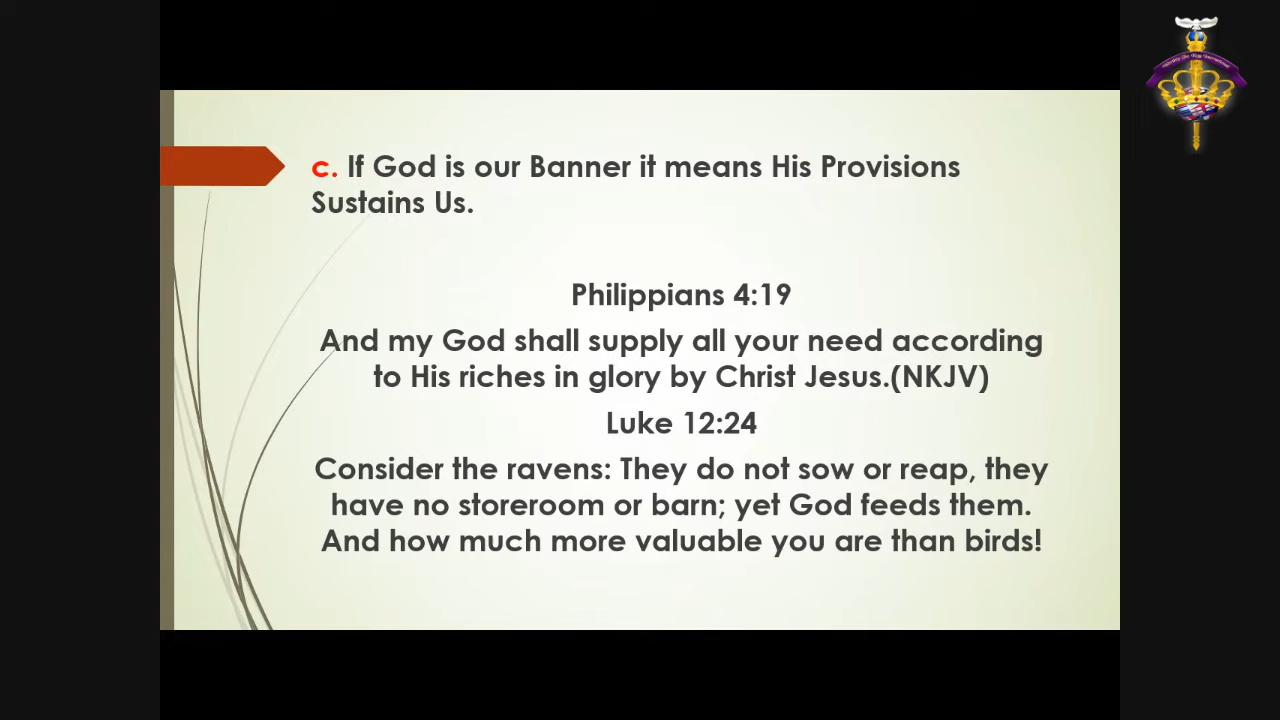 c. If God is our Banner it means His Provisions
Sustains Us.
Philippians 4:19
And my God shall supply all your need according
to His riches in glory by Christ Jesus.(NKJV)
Luke 12:24
Consider the ravens: They do not sow or reap, they
have no storeroom or barn; yet God feeds them.
And how much more valuable you are than birds!